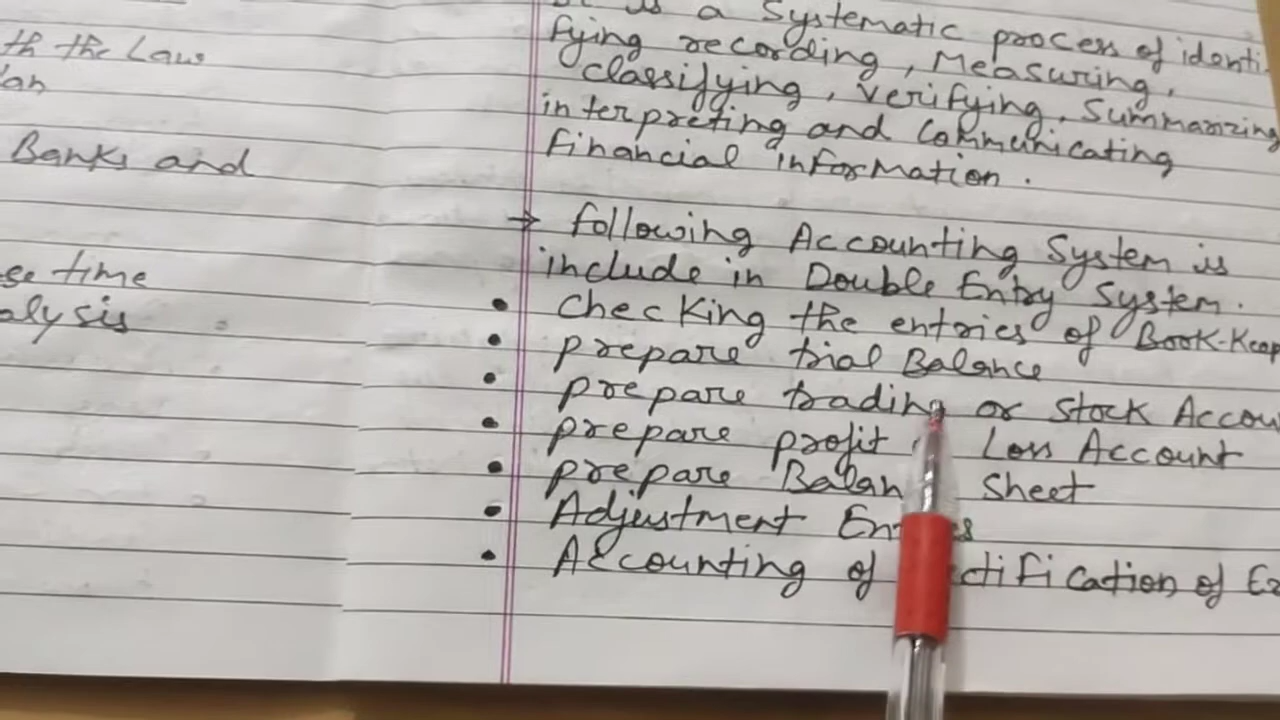 th the Law
Banks and
time
is a Systematic process of identi
fying recording, Measuring,
classifying, verifying, Summarizing
interpreting and Communicating
Financial information.
→ following Accounting System is
include in Double Entry System.
• Checking the entries of Book-Keep
• prepare trial Balance
• prepare trading or Stock Accou
• prepare profit Loss Account
• prepare Balan Sheet
• Adjustment En es
• Accounting of ctification of E